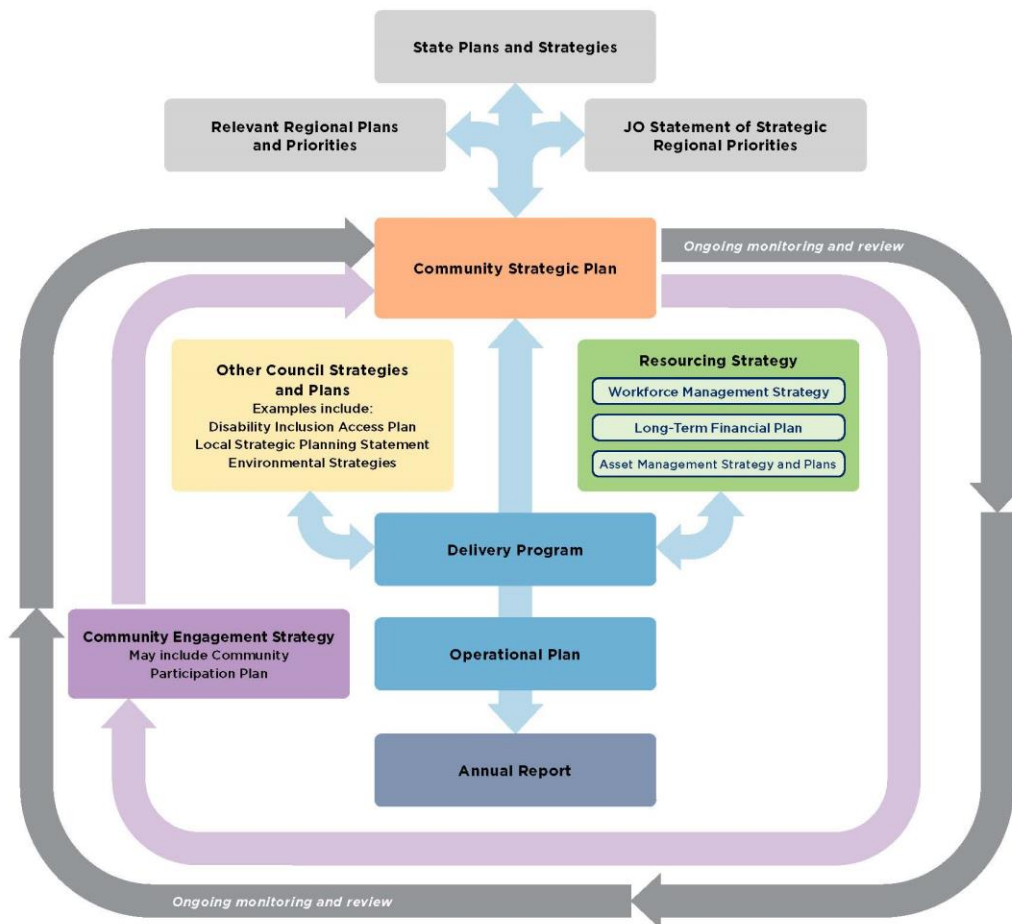 State Plans and Strategies
Relevant Regional Plans
and Priorities
JO Statement of Strategic
Regional Priorities
Ongoing monitoring and review
Community Strategic Plan
Other Council Strategies
and Plans
Examples include:
Disability Inclusion Access Plan
Local Strategic Planning Statement
Environmental Strategies
Resourcing Strategy
Workforce Management Strategy
Long-Term Financial Plan
Asset Management Strategy and Plans
Delivery Program
Community Engagement Strategy
May include Community
Participation Plan
Operational Plan
Annual Report
Ongoing monitoring and review